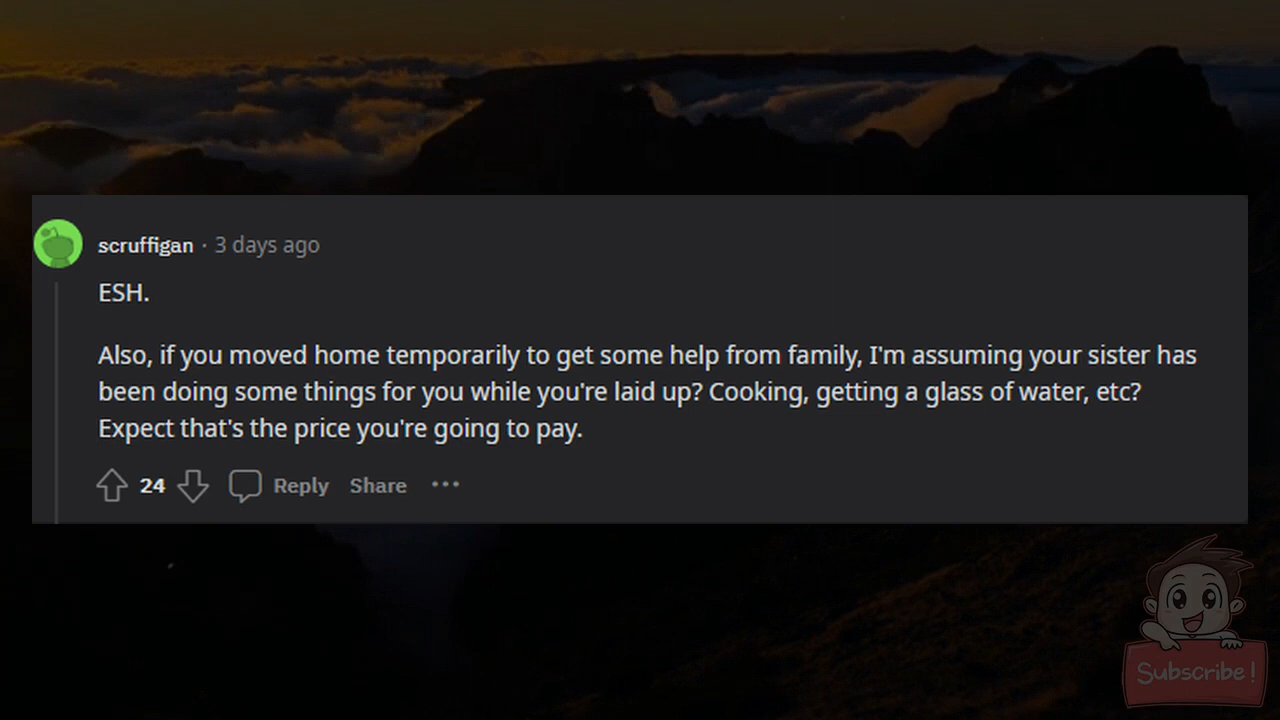 scruffigan · 3 days ago
ESH.
Also, if you moved home temporarily to get some help from family, I'm assuming your sister has
been doing some things for you while you're laid up? Cooking, getting a glass of water, etc?
Expect that's the price you're going to pay.
24 Reply Share ···
Subscribe!